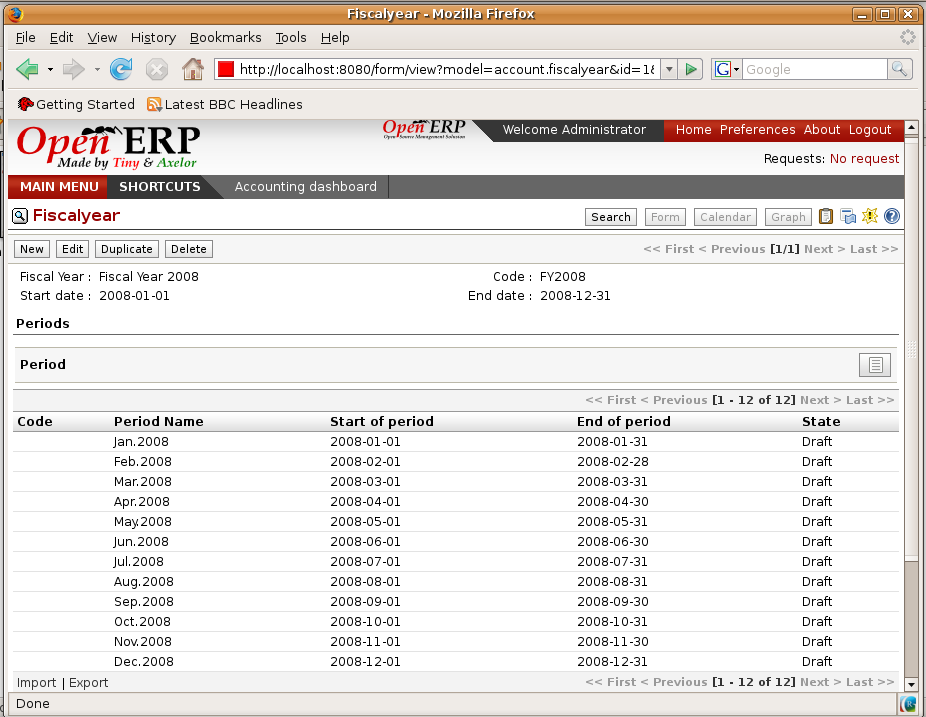 Fiscalyear - Mozilla Firefox
File Edit View History Bookmarks Tools Help
http://localhost:8080/form/view?model=account.fiscalyear&id=1& G Google
Getting Started Latest BBC Headlines
Open ERP Open ERP Welcome Administrator Home Preferences About Logout
Open Source Management Solution
Made by Tiny & Axelor Requests: No request
MAIN MENU SHORTCUTS Accounting dashboard
Fiscalyear Search Form Calendar Graph
New Edit Duplicate Delete << First < Previous [1/1] Next > Last >>
Fiscal Year : Fiscal Year 2008 Code : FY2008
Start date : 2008-01-01 End date : 2008-12-31
Periods
Period
<< First < Previous [1 - 12 of 12] Next > Last >>
Code Period Name Start of period End of period State
Jan.2008 2008-01-01 2008-01-31 Draft
Feb.2008 2008-02-01 2008-02-28 Draft
Mar.2008 2008-03-01 2008-03-31 Draft
Apr.2008 2008-04-01 2008-04-30 Draft
May.2008 2008-05-01 2008-05-31 Draft
Jun.2008 2008-06-01 2008-06-30 Draft
Jul.2008 2008-07-01 2008-07-31 Draft
Aug.2008 2008-08-01 2008-08-31 Draft
Sep.2008 2008-09-01 2008-09-30 Draft
Oct.2008 2008-10-01 2008-10-31 Draft
Nov.2008 2008-11-01 2008-11-30 Draft
Dec.2008 2008-12-01 2008-12-31 Draft
Import | Export << First < Previous [1 - 12 of 12] Next > Last >>
Done